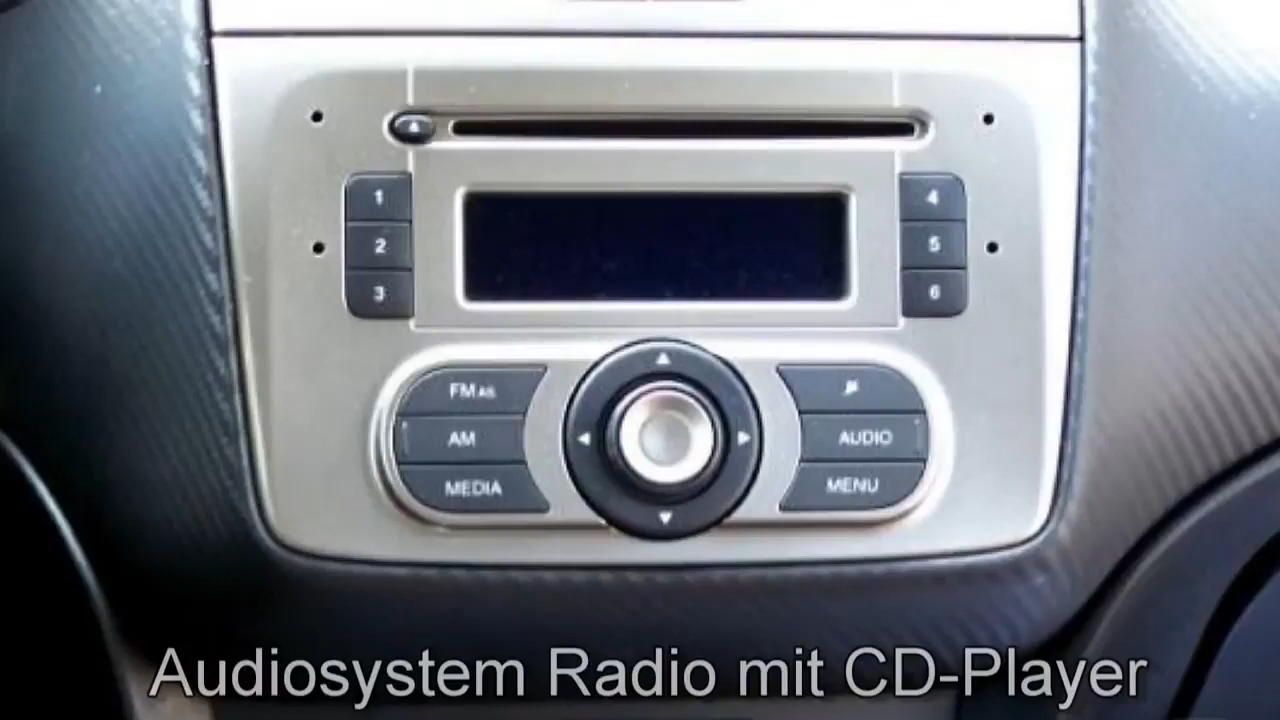 1
4
2
5
3
6
FM AS
AM
AUDIO
MEDIA
MENU
Audiosystem Radio mit CD-Player